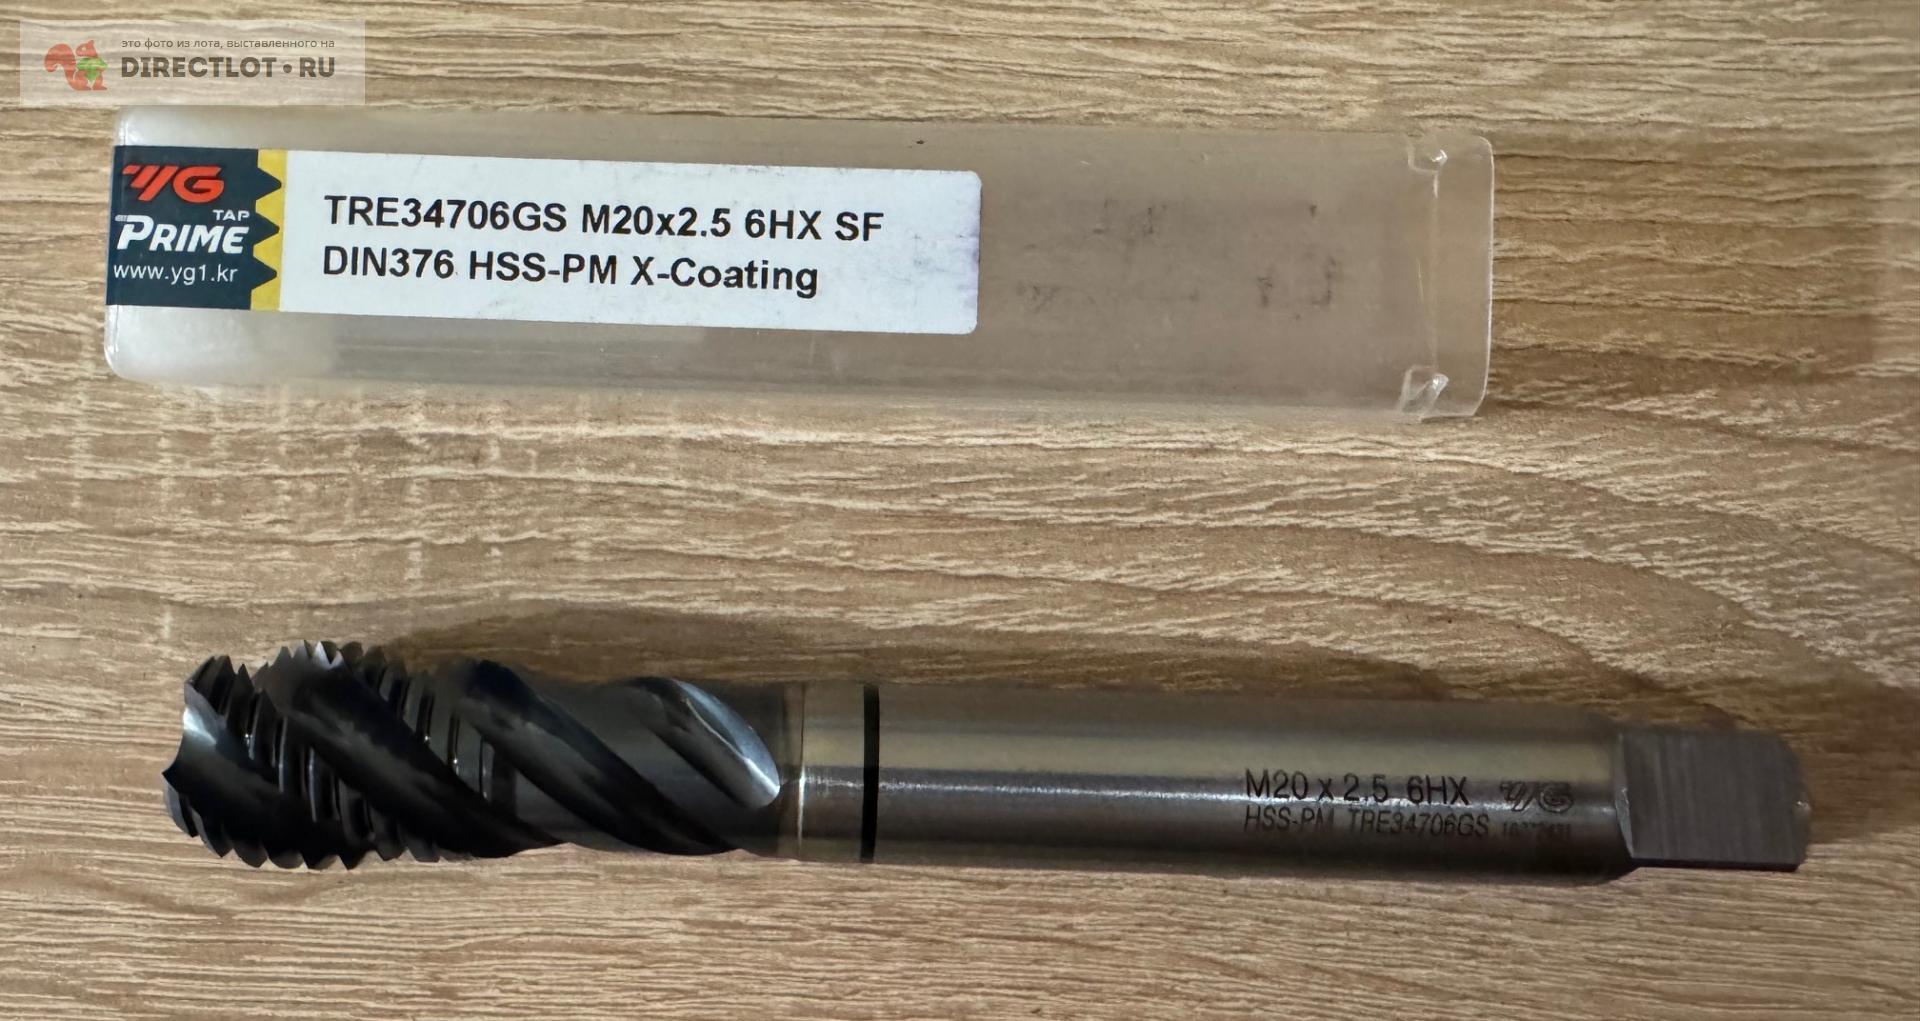 это фото из лота, выставленного на
DIRECTLOT•RU
YG
TAP
PRIME
www.yg1.kr
TRE34706GS M20x2.5 6HX SF
DIN376 HSS-PM X-Coating
M20 x 2.5 6HX YG
HSS-PM TRE34706GS